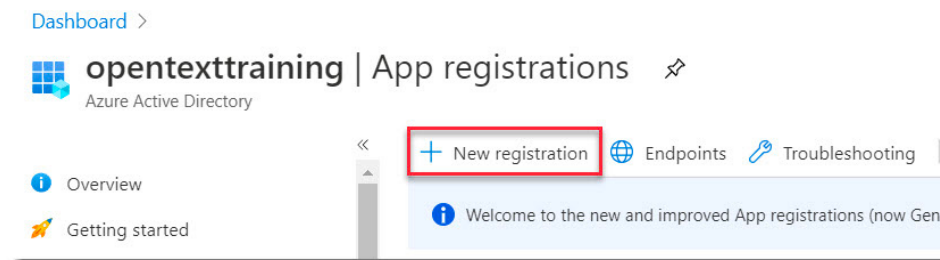 Dashboard >
opentexttraining | App registrations
Azure Active Directory
«
+ New registration Endpoints Troubleshooting
Overview
Welcome to the new and improved App registrations (now Gen
Getting started